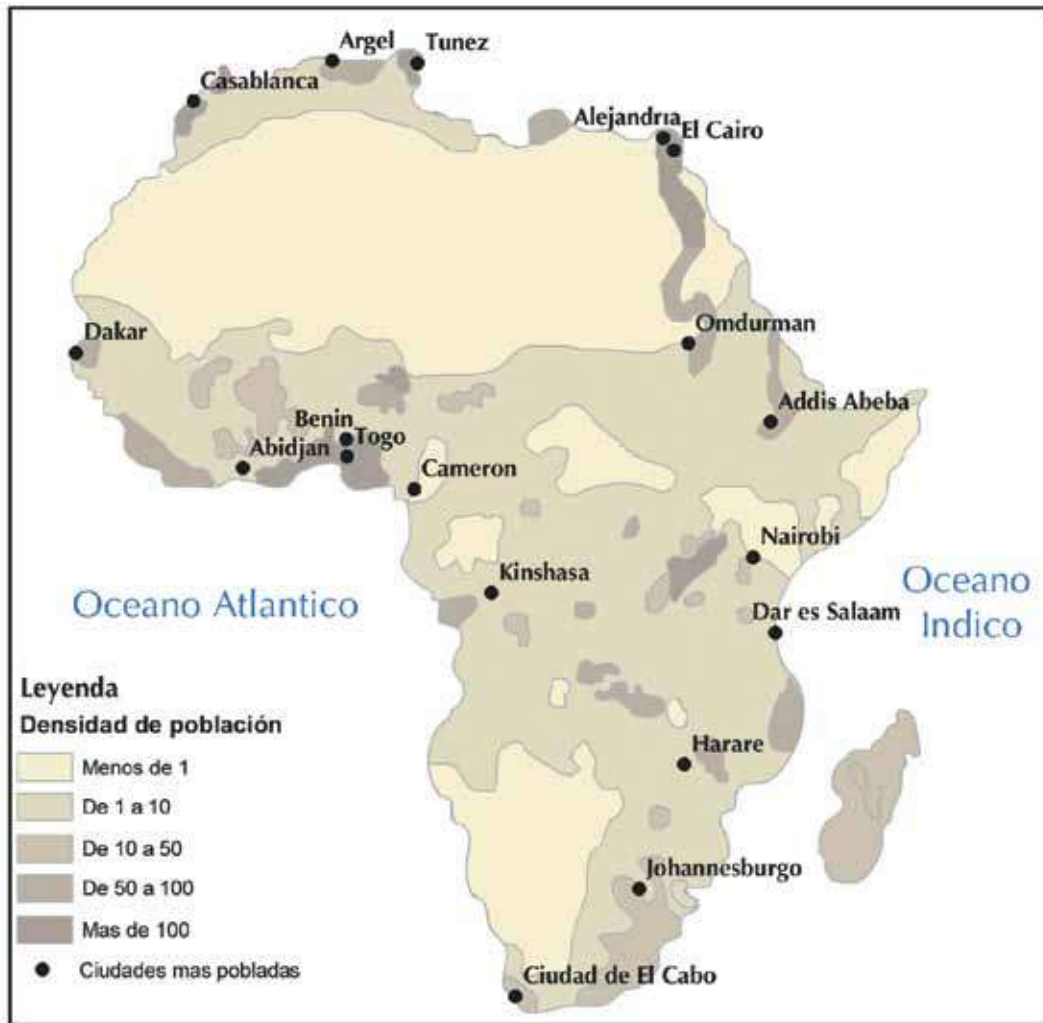 Argel
Tunez
Casablanca
Alejandria
El Cairo
Dakar
Omdurman
Addis Abeba
Benin
Togo
Abidjan
Cameron
Nairobi
Kinshasa
Oceano Atlantico
Oceano
Indico
Dar es Salaam
Leyenda
Densidad de población
Harare
Menos de 1
De 1 a 10
De 10 a 50
Johannesburgo
De 50 a 100
Mas de 100
Ciudades mas pobladas
Ciudad de El Cabo